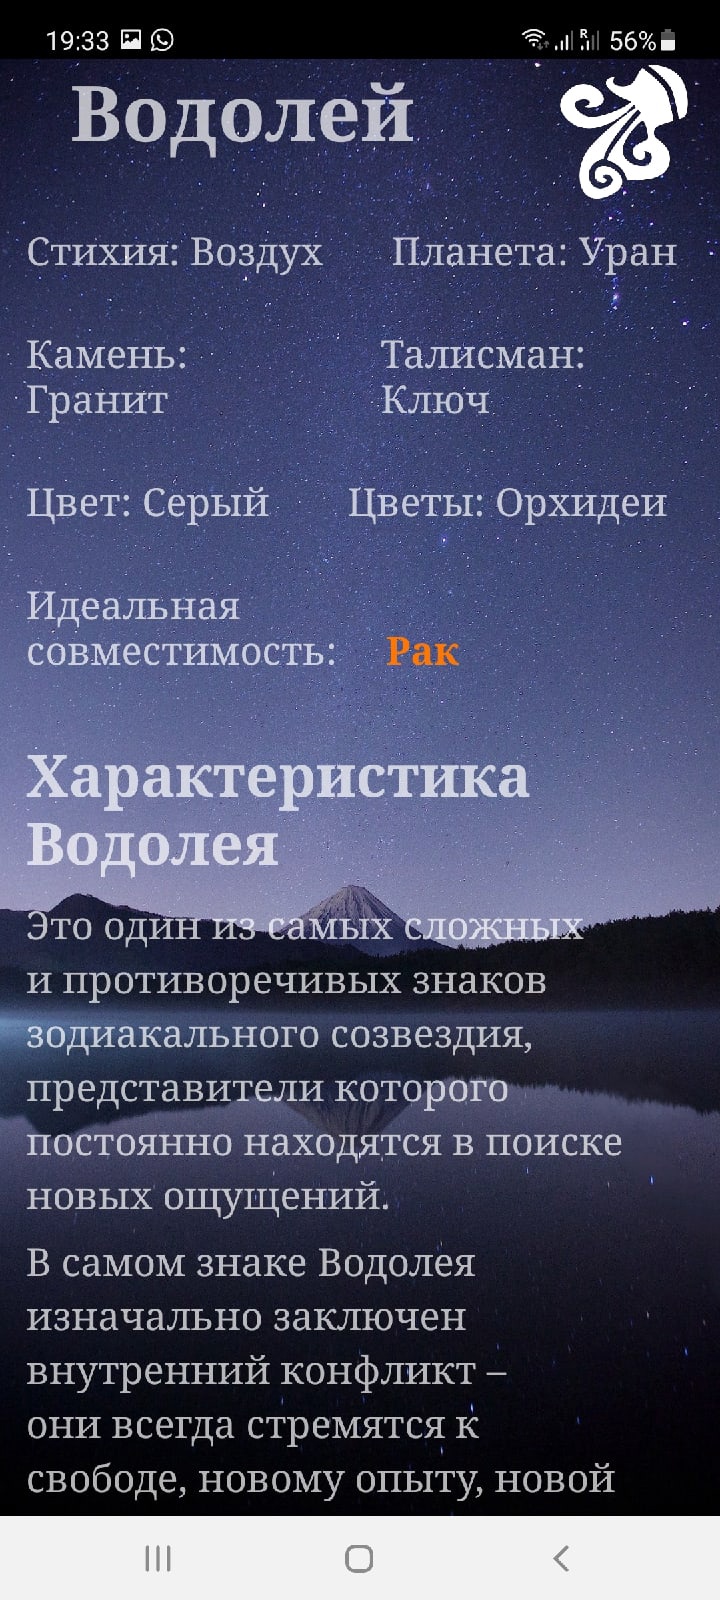 19:33 R 56%
Водолей
Стихия: Воздух Планета: Уран
Камень: Талисман:
Гранит Ключ
Цвет: Серый Цветы: Орхидеи
Идеальная
совместимость: Рак
Характеристика
Водолея
Это один из самых сложных
и противоречивых знаков
зодиакального созвездия,
представители которого
постоянно находятся в поиске
новых ощущений.
В самом знаке Водолея
изначально заключен
внутренний конфликт –
они всегда стремятся к
свободе, новому опыту, новой